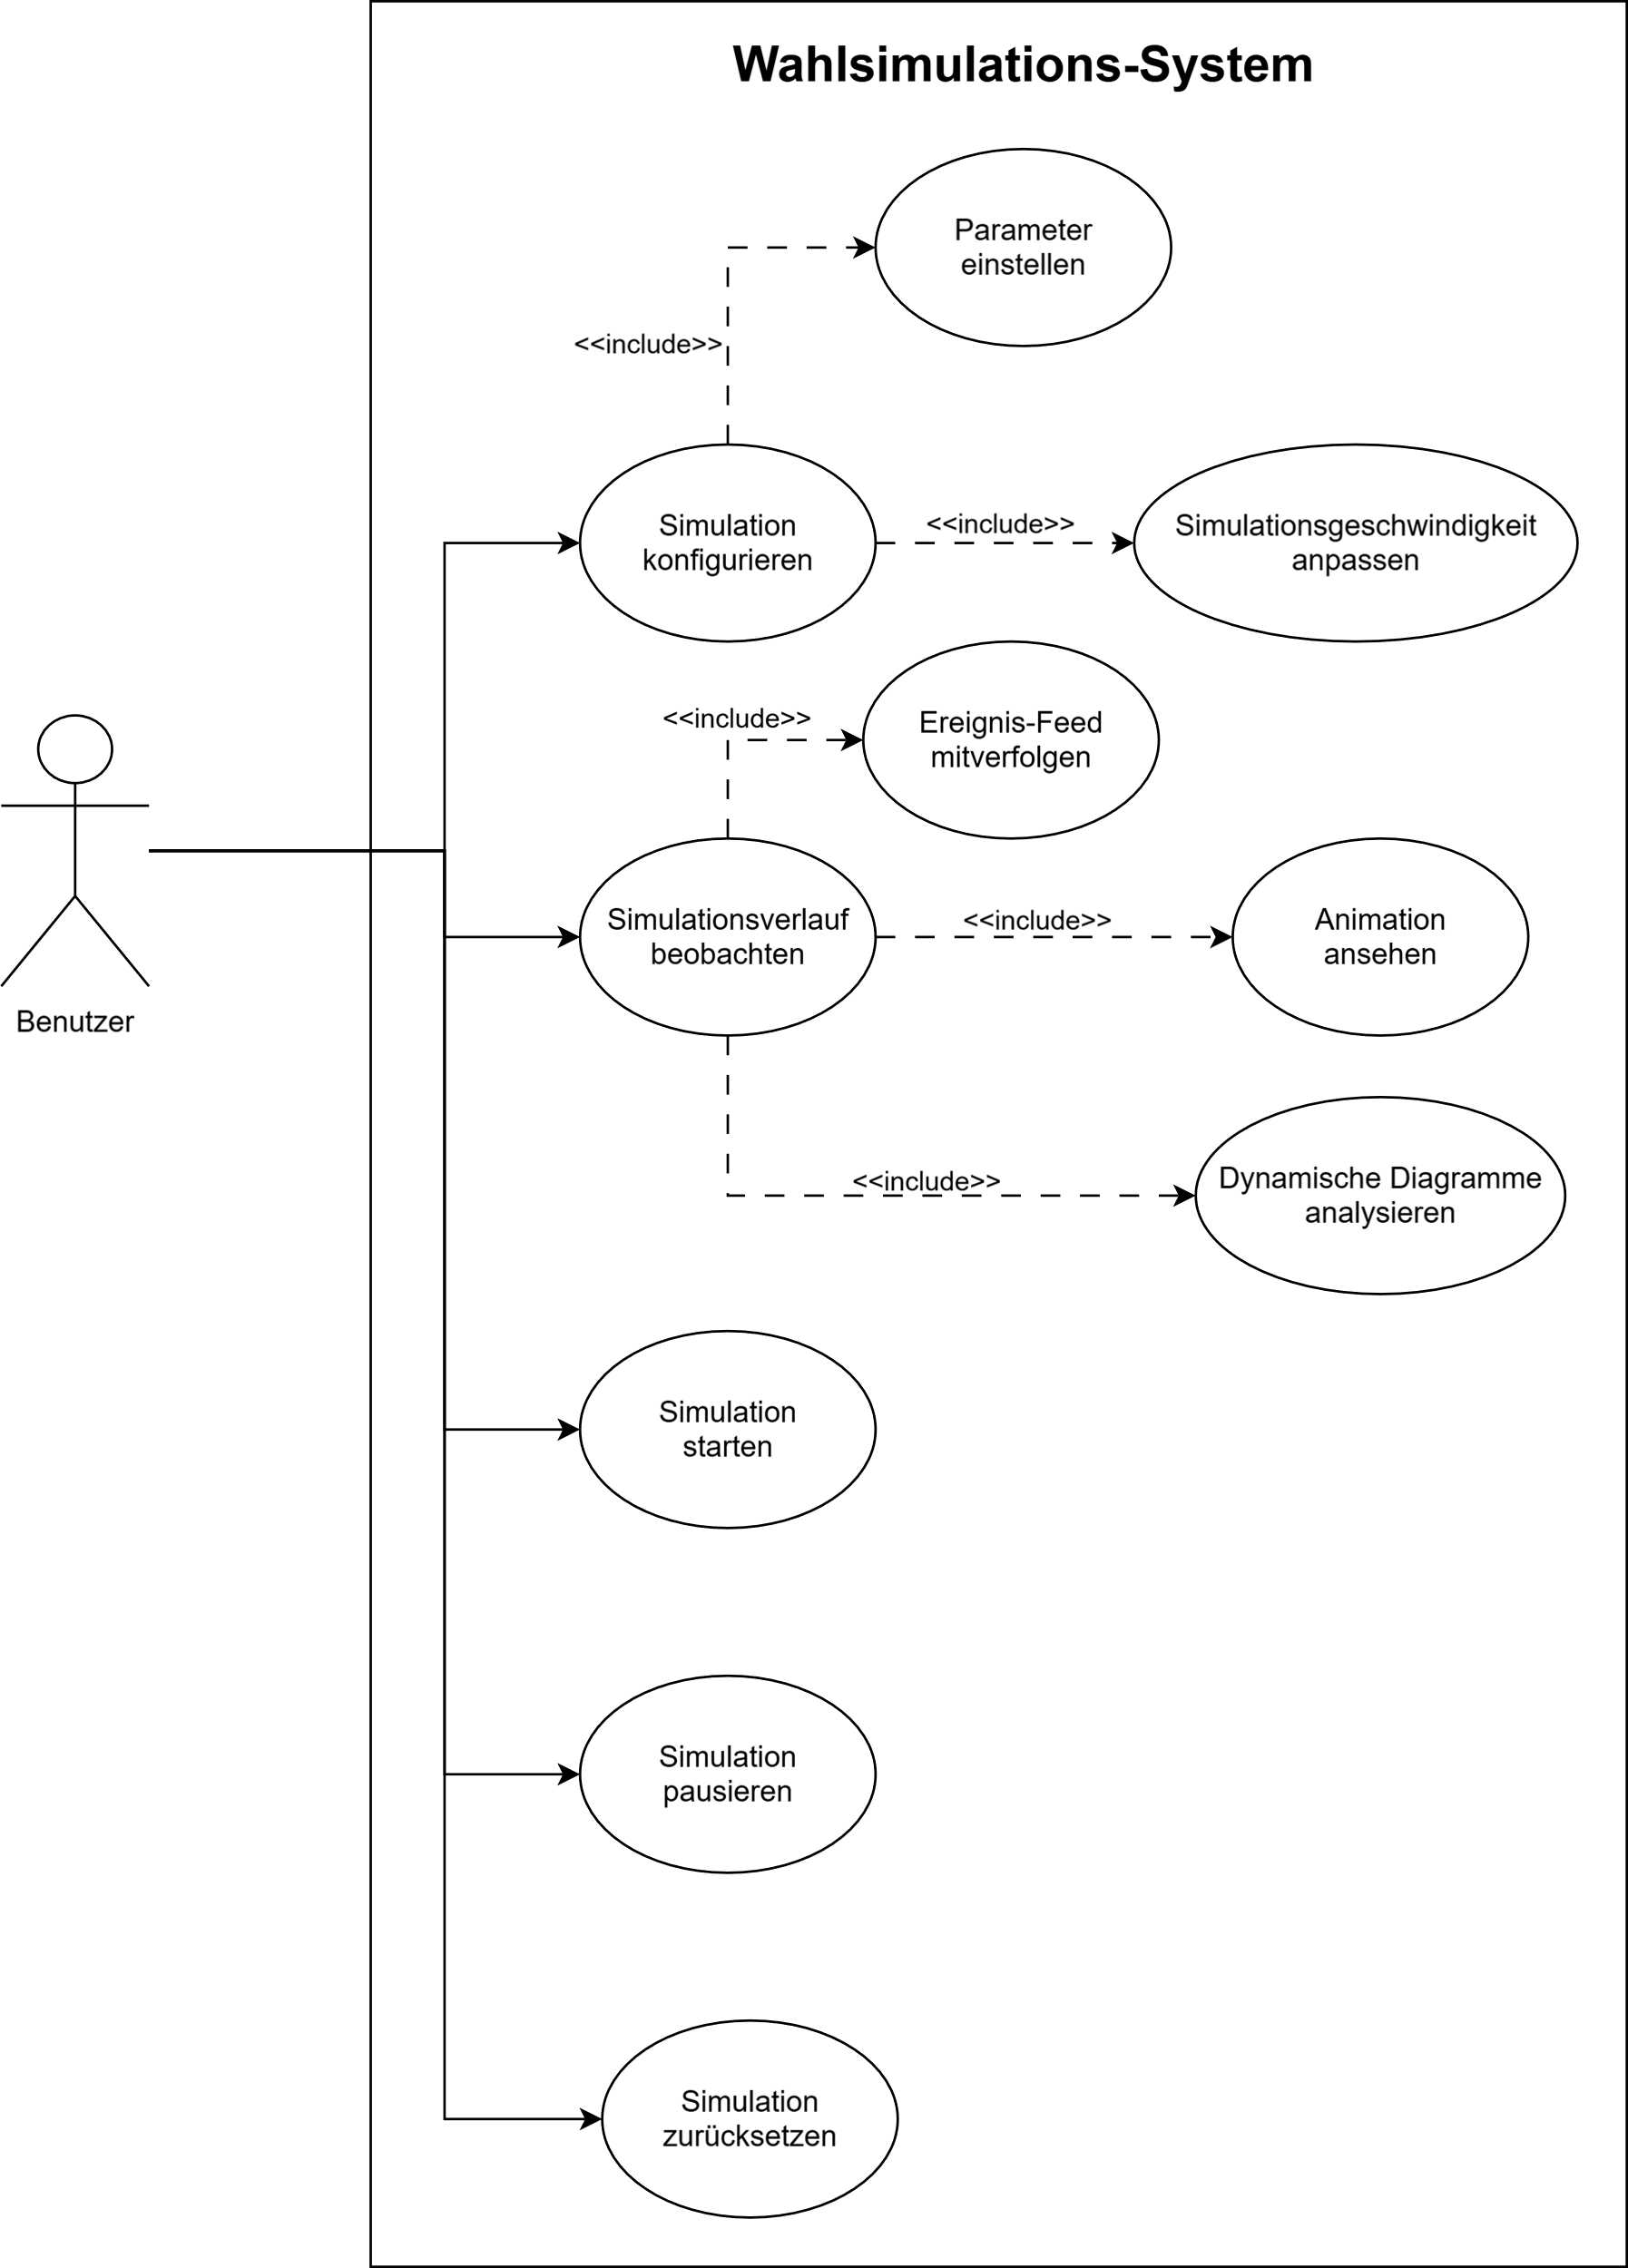 Wahlsimulations-System
Parameter
einstellen
<<include>>
Simulation
konfigurieren
<<include>>
Simulationsgeschwindigkeit
anpassen
<<include>>
Ereignis-Feed
mitverfolgen
Simulationsverlauf
beobachten
<<include>>
Animation
ansehen
Benutzer
<<include>>
Dynamische Diagramme
analysieren
Simulation
starten
Simulation
pausieren
Simulation
zurücksetzen